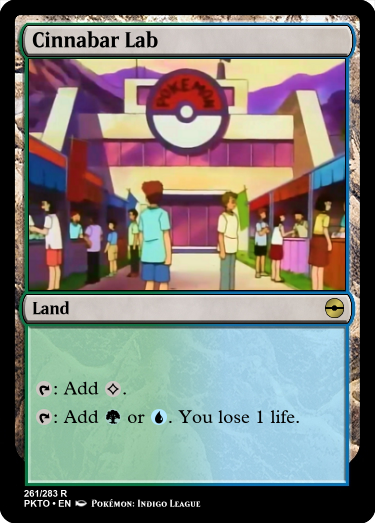 Cinnabar Lab
POKéMON
Land
: Add .
: Add or . You lose 1 life.
261/283 R
PKTO • EN Pokémon: Indigo League